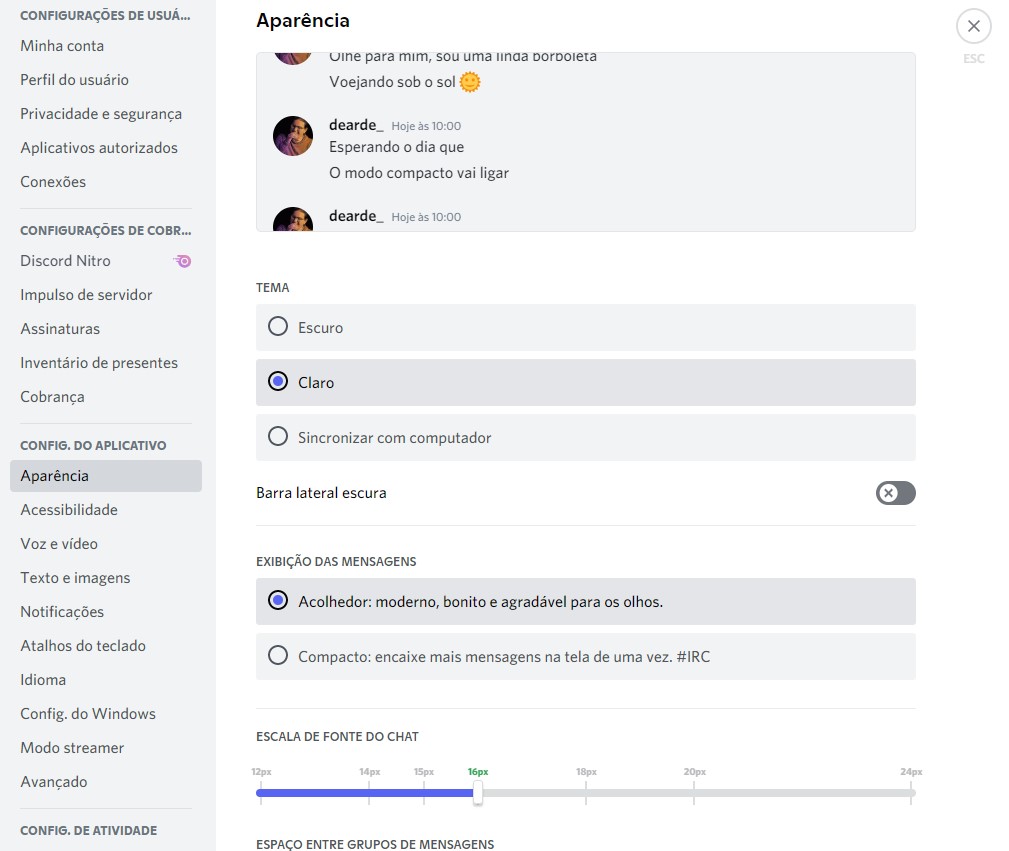 CONFIGURAÇÕES DE USUÁ...
Minha conta
Perfil do usuário
Privacidade e segurança
Aplicativos autorizados
Conexões
CONFIGURAÇÕES DE COBR...
Discord Nitro
Impulso de servidor
Assinaturas
Inventário de presentes
Cobrança
CONFIG. DO APLICATIVO
Aparência
Acessibilidade
Voz e vídeo
Texto e imagens
Notificações
Atalhos do teclado
Idioma
Config. do Windows
Modo streamer
Avançado
CONFIG. DE ATIVIDADE
Aparência
Olhe para mim, sou uma linda borboleta
Voejando sob o sol 🌞
dearde_ Hoje às 10:00
Esperando o dia que
O modo compacto vai ligar
dearde_ Hoje às 10:00
TEMA
Escuro
Claro
Sincronizar com computador
Barra lateral escura
EXIBIÇÃO DAS MENSAGENS
Acolhedor: moderno, bonito e agradável para os olhos.
Compacto: encaixe mais mensagens na tela de uma vez. #IRC
ESCALA DE FONTE DO CHAT
12px 14px 15px 16px 18px 20px 24px
ESPAÇO ENTRE GRUPOS DE MENSAGENS
ESC